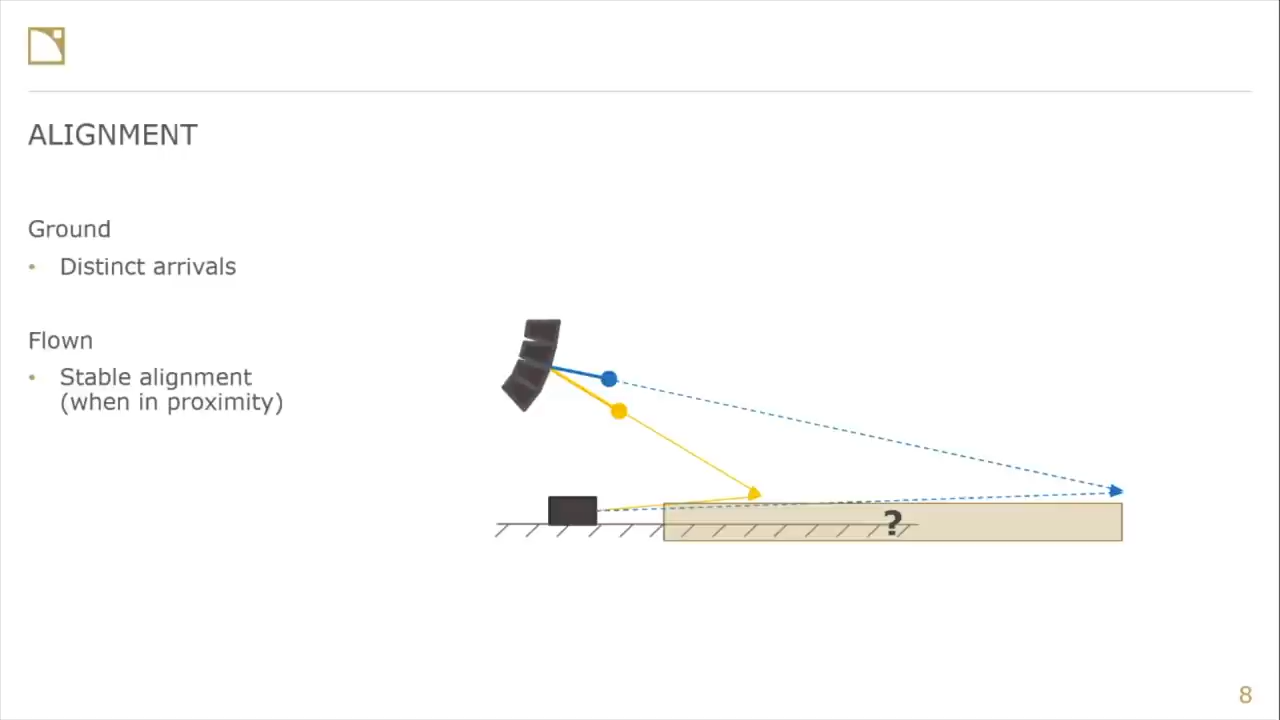 ALIGNMENT
Ground
• Distinct arrivals
Flown
• Stable alignment
(when in proximity)
?
8